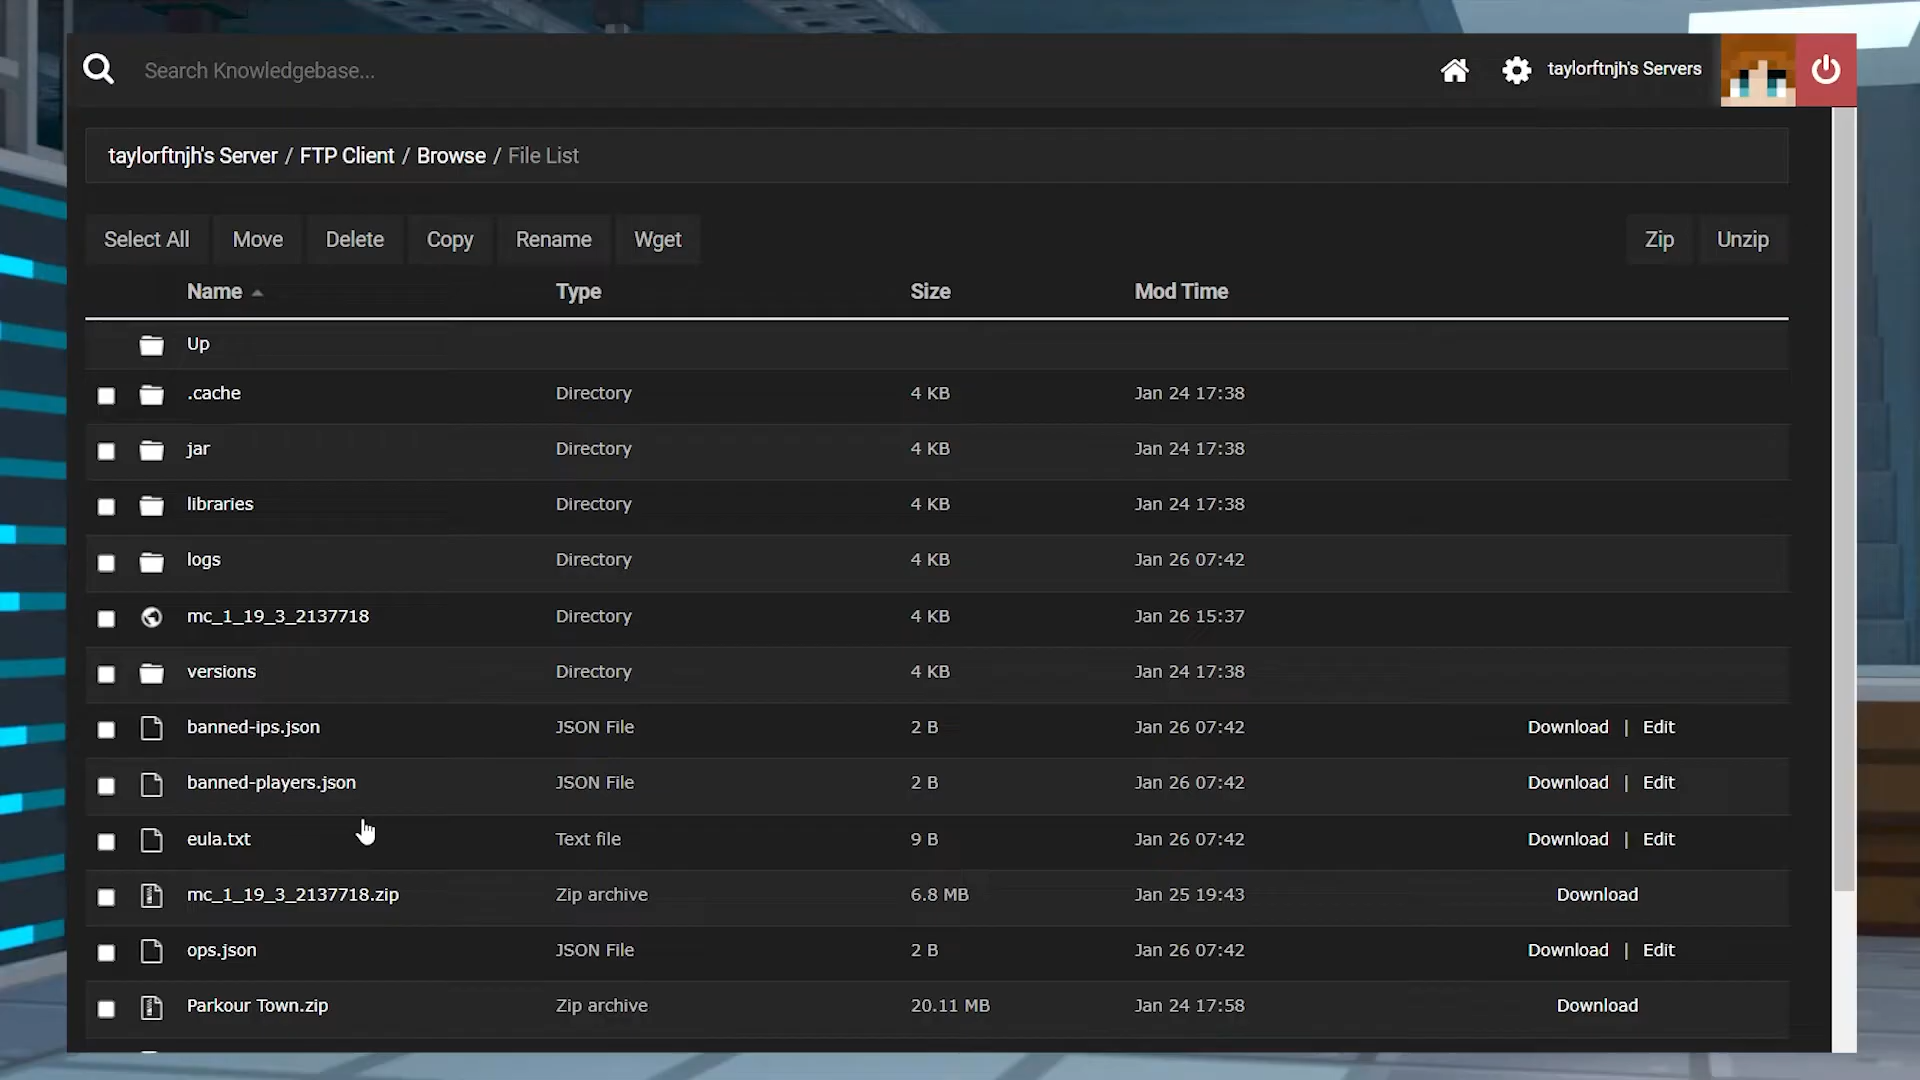 Search Knowledgebase...
taylorftnjh's Servers
taylorftnjh's Server / FTP Client / Browse / File List
Select All Move Delete Copy Rename Wget Zip Unzip
Name Type Size Mod Time
Up
.cache Directory 4 KB Jan 24 17:38
jar Directory 4 KB Jan 24 17:38
libraries Directory 4 KB Jan 24 17:38
logs Directory 4 KB Jan 26 07:42
mc_1_19_3_2137718 Directory 4 KB Jan 26 15:37
versions Directory 4 KB Jan 24 17:38
banned-ips.json JSON File 2 B Jan 26 07:42 Download | Edit
banned-players.json JSON File 2 B Jan 26 07:42 Download | Edit
eula.txt Text file 9 B Jan 26 07:42 Download | Edit
mc_1_19_3_2137718.zip Zip archive 6.8 MB Jan 25 19:43 Download
ops.json JSON File 2 B Jan 26 07:42 Download | Edit
Parkour Town.zip Zip archive 20.11 MB Jan 24 17:58 Download